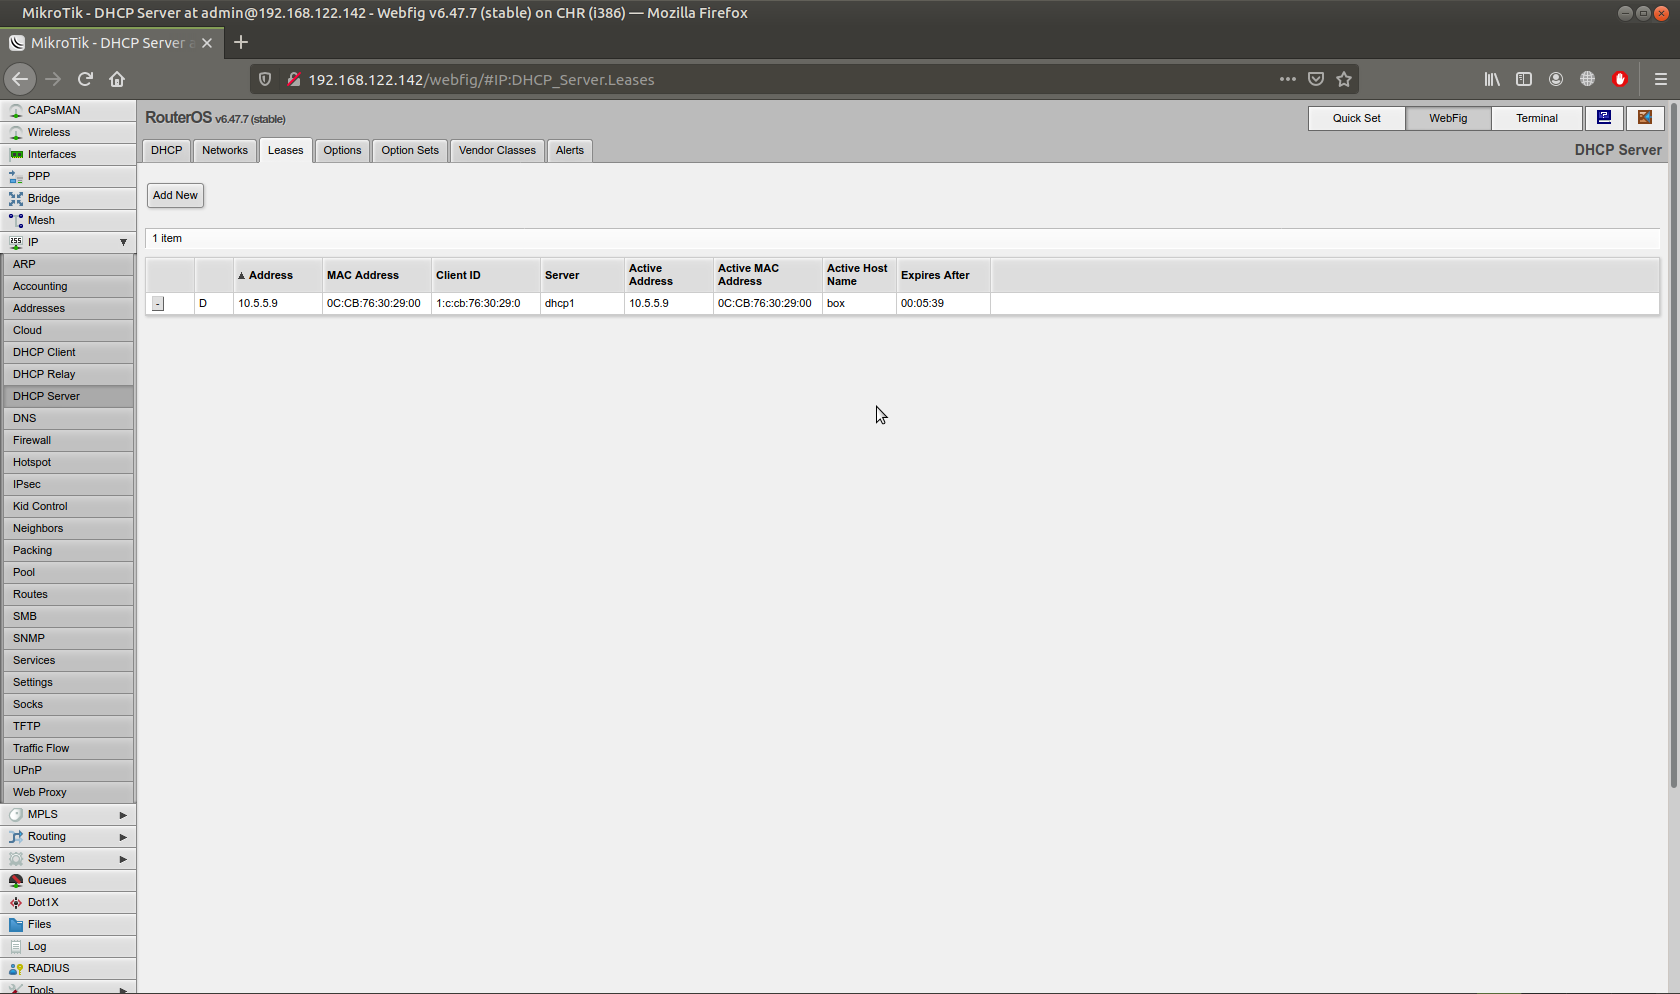 MikroTik - DHCP Server at admin@192.168.122.142 - Webfig v6.47.7 (stable) on CHR (i386) — Mozilla Firefox
MikroTik - DHCP Server a
192.168.122.142/webfig/#IP:DHCP_Server.Leases
RouterOS v6.47.7 (stable)
Quick Set WebFig Terminal
DHCP Networks Leases Options Option Sets Vendor Classes Alerts
DHCP Server
Add New
1 item
Address MAC Address Client ID Server Active Address Active MAC Address Active Host Name Expires After
- D 10.5.5.9 0C:CB:76:30:29:00 1:c:cb:76:30:29:0 dhcp1 10.5.5.9 0C:CB:76:30:29:00 box 00:05:39
CAPsMAN
Wireless
Interfaces
PPP
Bridge
Mesh
255 IP
ARP
Accounting
Addresses
Cloud
DHCP Client
DHCP Relay
DHCP Server
DNS
Firewall
Hotspot
IPsec
Kid Control
Neighbors
Packing
Pool
Routes
SMB
SNMP
Services
Settings
Socks
TFTP
Traffic Flow
UPnP
Web Proxy
MPLS
Routing
System
Queues
Dot1X
Files
Log
RADIUS
Tools